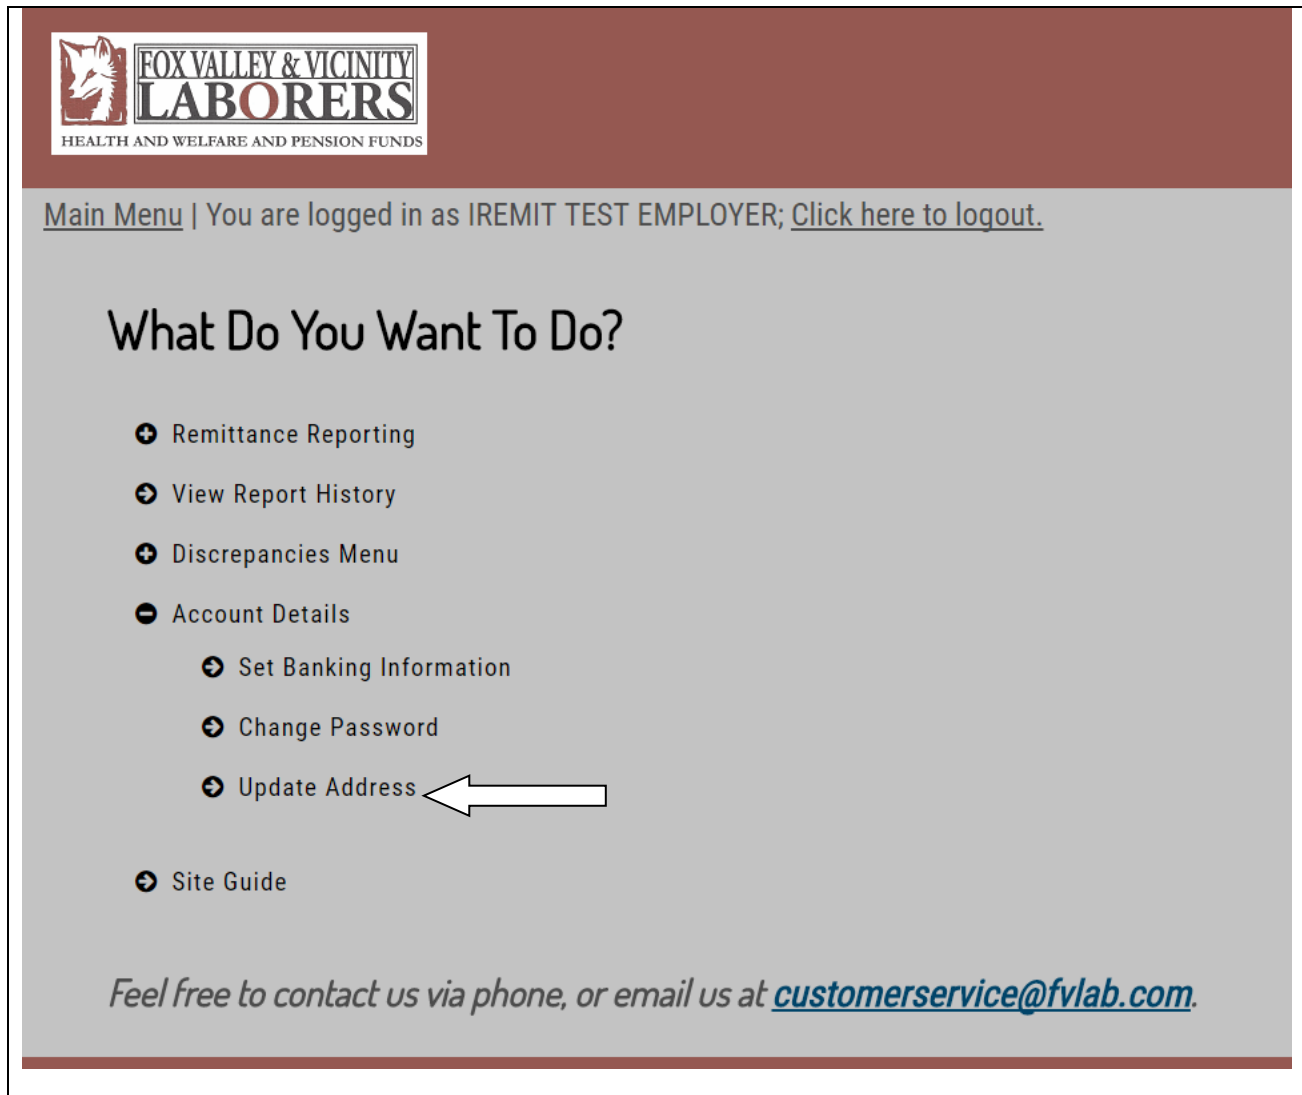 FOX VALLEY & VICINITY
LABORERS
HEALTH AND WELFARE AND PENSION FUNDS
Main Menu | You are logged in as IREMIT TEST EMPLOYER; Click here to logout.
What Do You Want To Do?
Remittance Reporting
View Report History
Discrepancies Menu
Account Details
Set Banking Information
Change Password
Update Address
Site Guide
Feel free to contact us via phone, or email us at customerservice@fvlab.com.